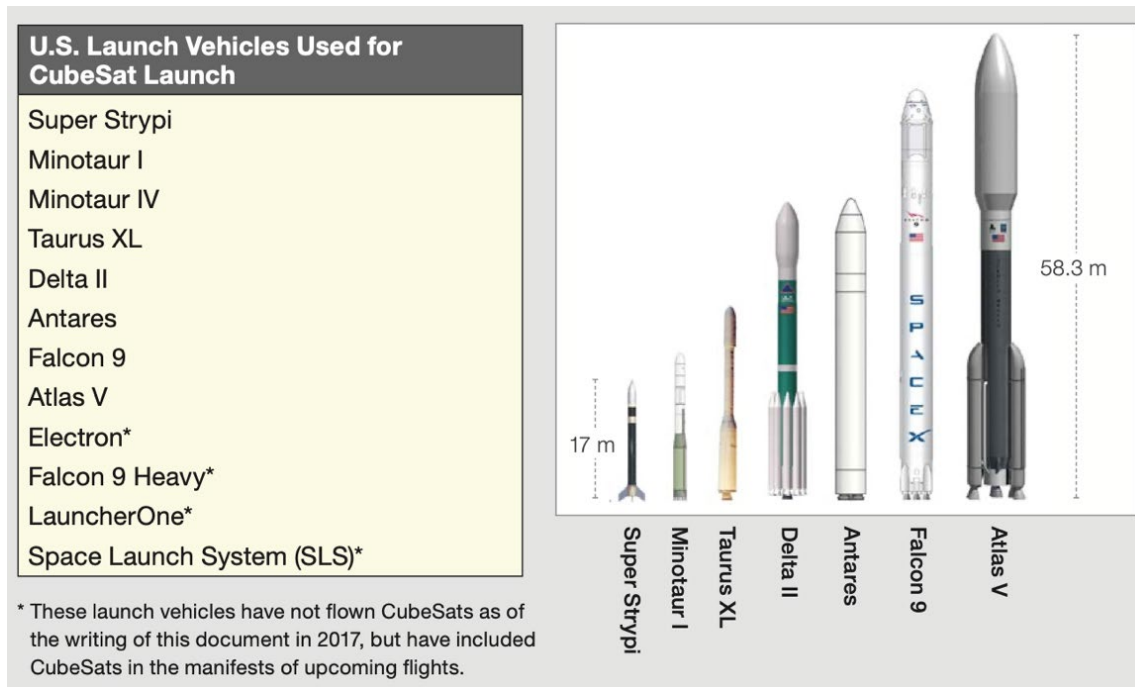 U.S. Launch Vehicles Used for
CubeSat Launch
Super Strypi
Minotaur I
Minotaur IV
Taurus XL
Delta II
Antares
Falcon 9
Atlas V
Electron*
Falcon 9 Heavy*
LauncherOne*
Space Launch System (SLS)*
* These launch vehicles have not flown CubeSats as of
the writing of this document in 2017, but have included
CubeSats in the manifests of upcoming flights.
17 m
58.3 m
SPACEX
Super Strypi
Minotaur I
Taurus XL
Delta II
Antares
Falcon 9
Atlas V